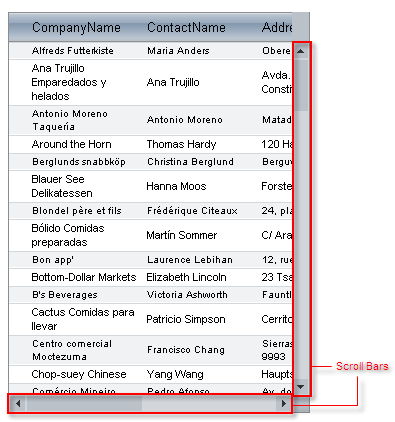 CompanyName ContactName Addre
Alfreds Futterkiste Maria Anders Obere
Ana Trujillo Emparedados y helados Ana Trujillo Avda. Consti
Antonio Moreno Taquería Antonio Moreno Matad
Around the Horn Thomas Hardy 120 Ha
Berglunds snabbköp Christina Berglund Berguv
Blauer See Delikatessen Hanna Moos Forste
Blondel père et fils Frédérique Citeaux 24, pla
Bólido Comidas preparadas Martín Sommer C/ Ara
Bon app' Laurence Lebihan 12, rue
Bottom-Dollar Markets Elizabeth Lincoln 23 Tsa
B's Beverages Victoria Ashworth Fauntl
Cactus Comidas para llevar Patricio Simpson Cerrito
Centro comercial Moctezuma Francisco Chang Sierras 9993
Chop-suey Chinese Yang Wang Haupts
Comércio Mineiro Pedro Afonso Av. do
Scroll Bars